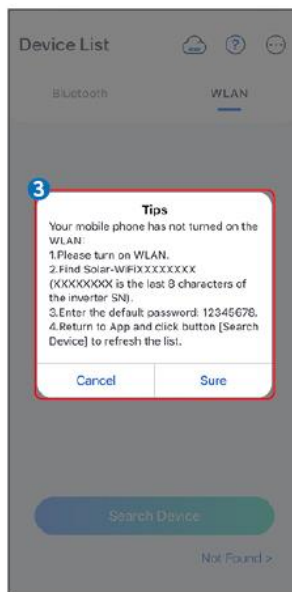 Device List
Bluetooth WLAN
3
Tips
Your mobile phone has not turned on the
WLAN:
1.Please turn on WLAN.
2.Find Solar-WiFiXXXXXXXX
(XXXXXXXX is the last 8 characters of
the inverter SN).
3.Enter the default password: 12345678.
4.Return to App and click button [Search
Device] to refresh the list.
Cancel Sure
Search Device
Not Found >